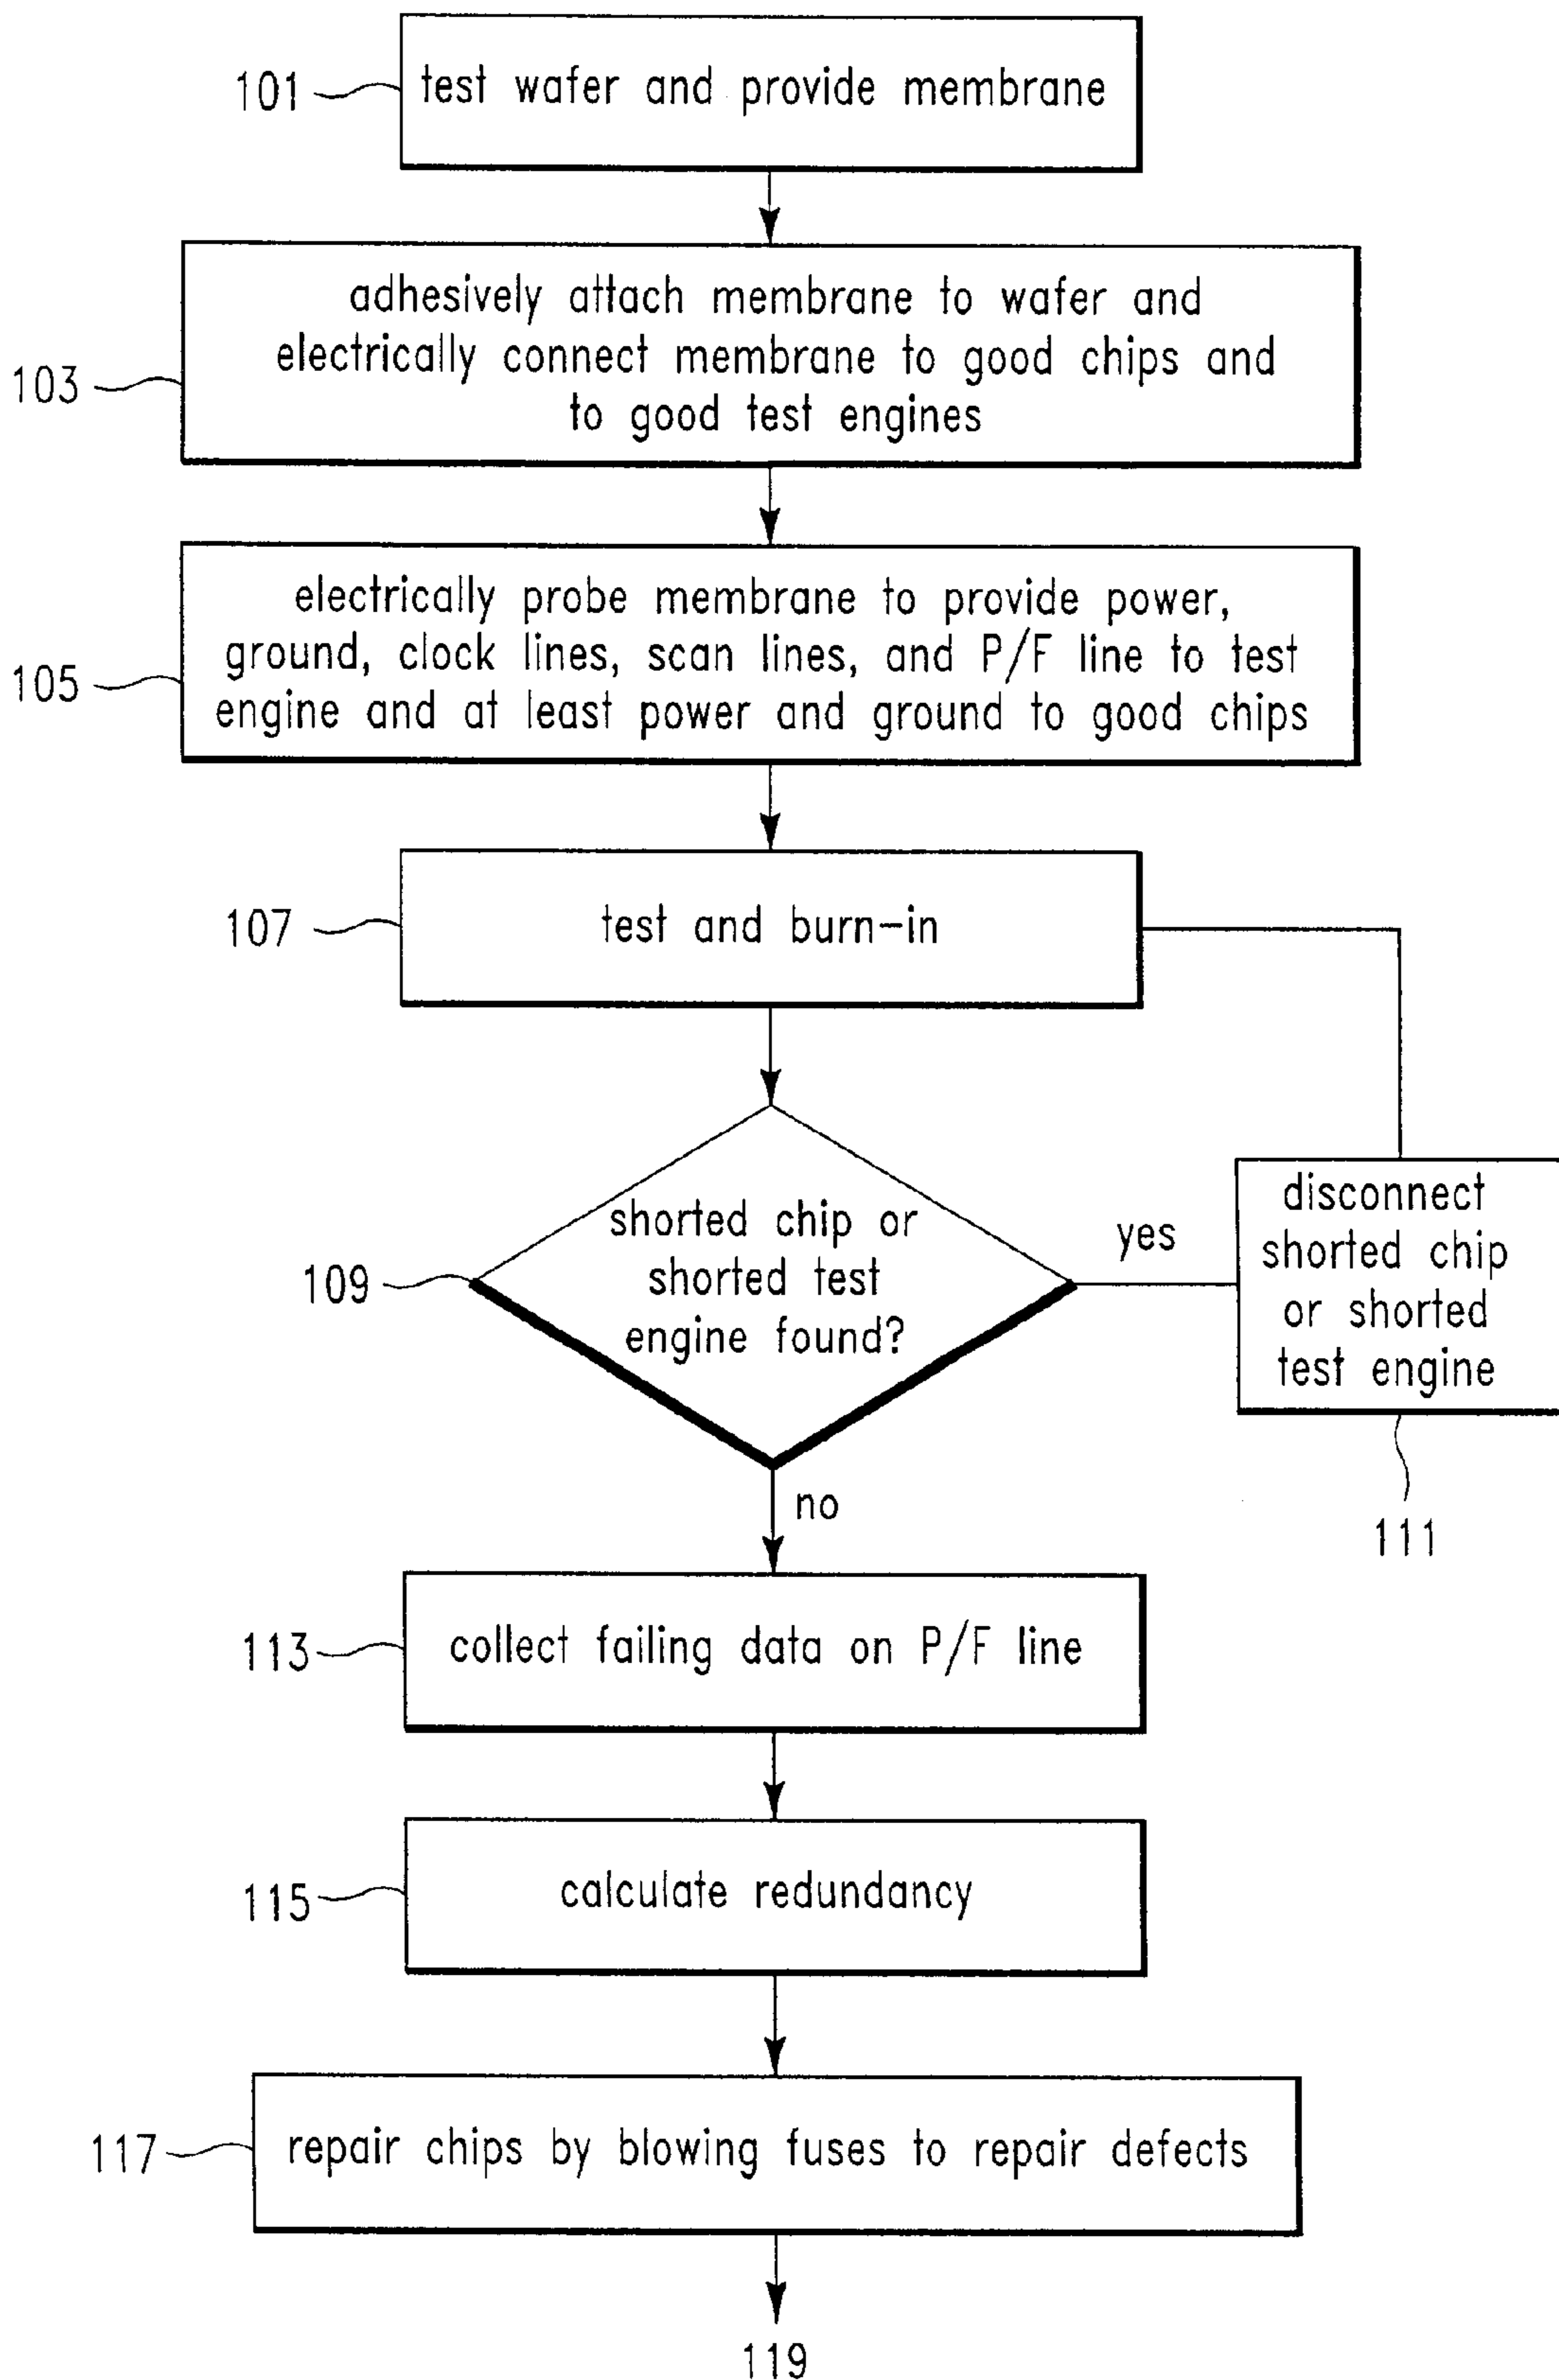 101
test wafer and provide membrane
103
adhesively attach membrane to wafer and
electrically connect membrane to good chips and
to good test engines
105
electrically probe membrane to provide power,
ground, clock lines, scan lines, and P/F line to test
engine and at least power and ground to good chips
107
test and burn-in
109
shorted chip or
shorted test
engine found?
yes
disconnect
shorted chip
or shorted
test engine
111
no
113
collect failing data on P/F line
115
calculate redundancy
117
repair chips by blowing fuses to repair defects
119